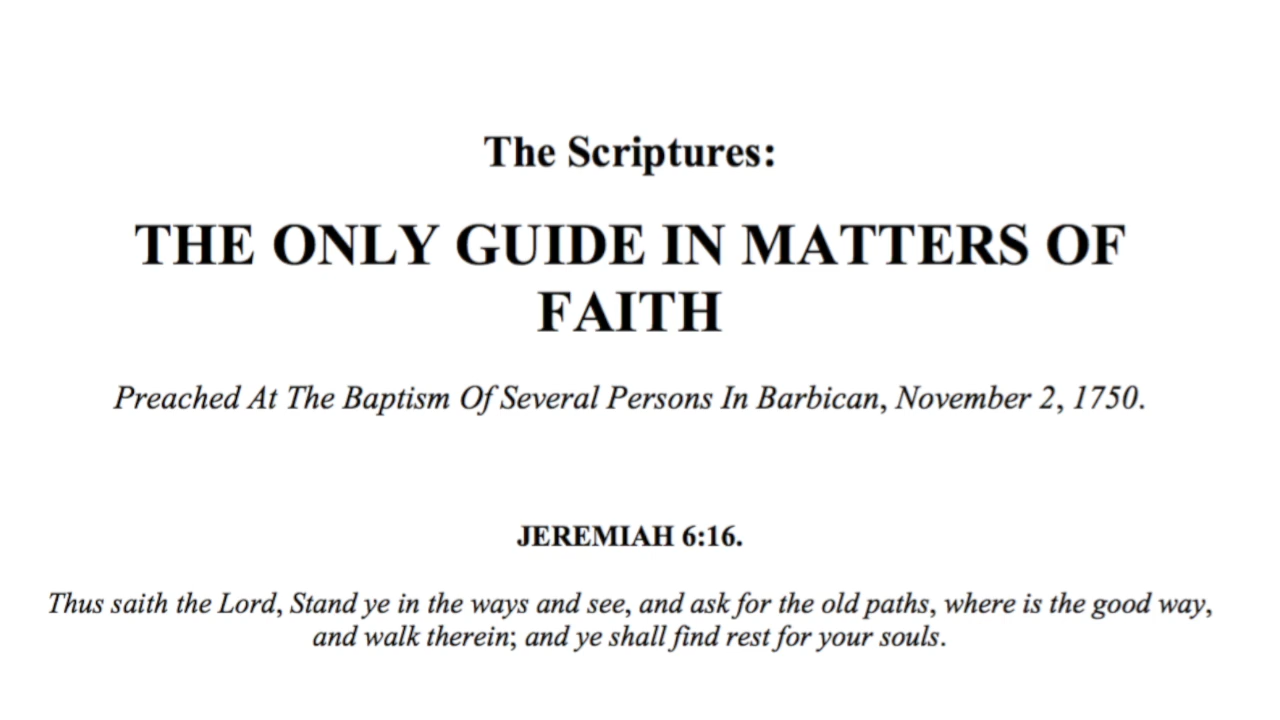 The Scriptures:
THE ONLY GUIDE IN MATTERS OF
FAITH
Preached At The Baptism Of Several Persons In Barbican, November 2, 1750.
JEREMIAH 6:16.
Thus saith the Lord, Stand ye in the ways and see, and ask for the old paths, where is the good way,
and walk therein; and ye shall find rest for your souls.